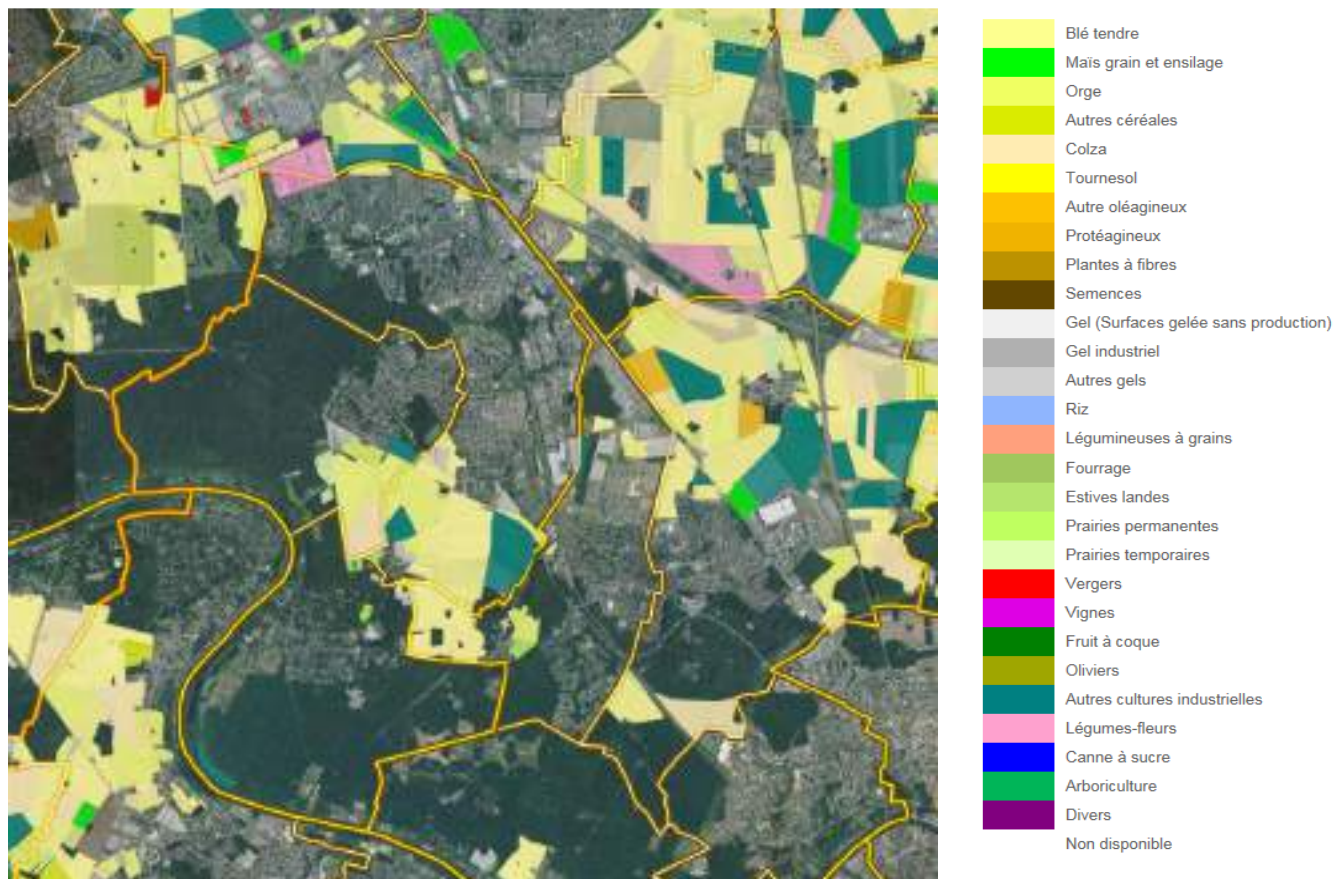 Blé tendre
Maïs grain et ensilage
Orge
Autres céréales
Colza
Tournesol
Autre oléagineux
Protéagineux
Plantes à fibres
Semences
Gel (Surfaces gelée sans production)
Gel industriel
Autres gels
Riz
Légumineuses à grains
Fourrage
Estives landes
Prairies permanentes
Prairies temporaires
Vergers
Vignes
Fruit à coque
Oliviers
Autres cultures industrielles
Légumes-fleurs
Canne à sucre
Arboriculture
Divers
Non disponible